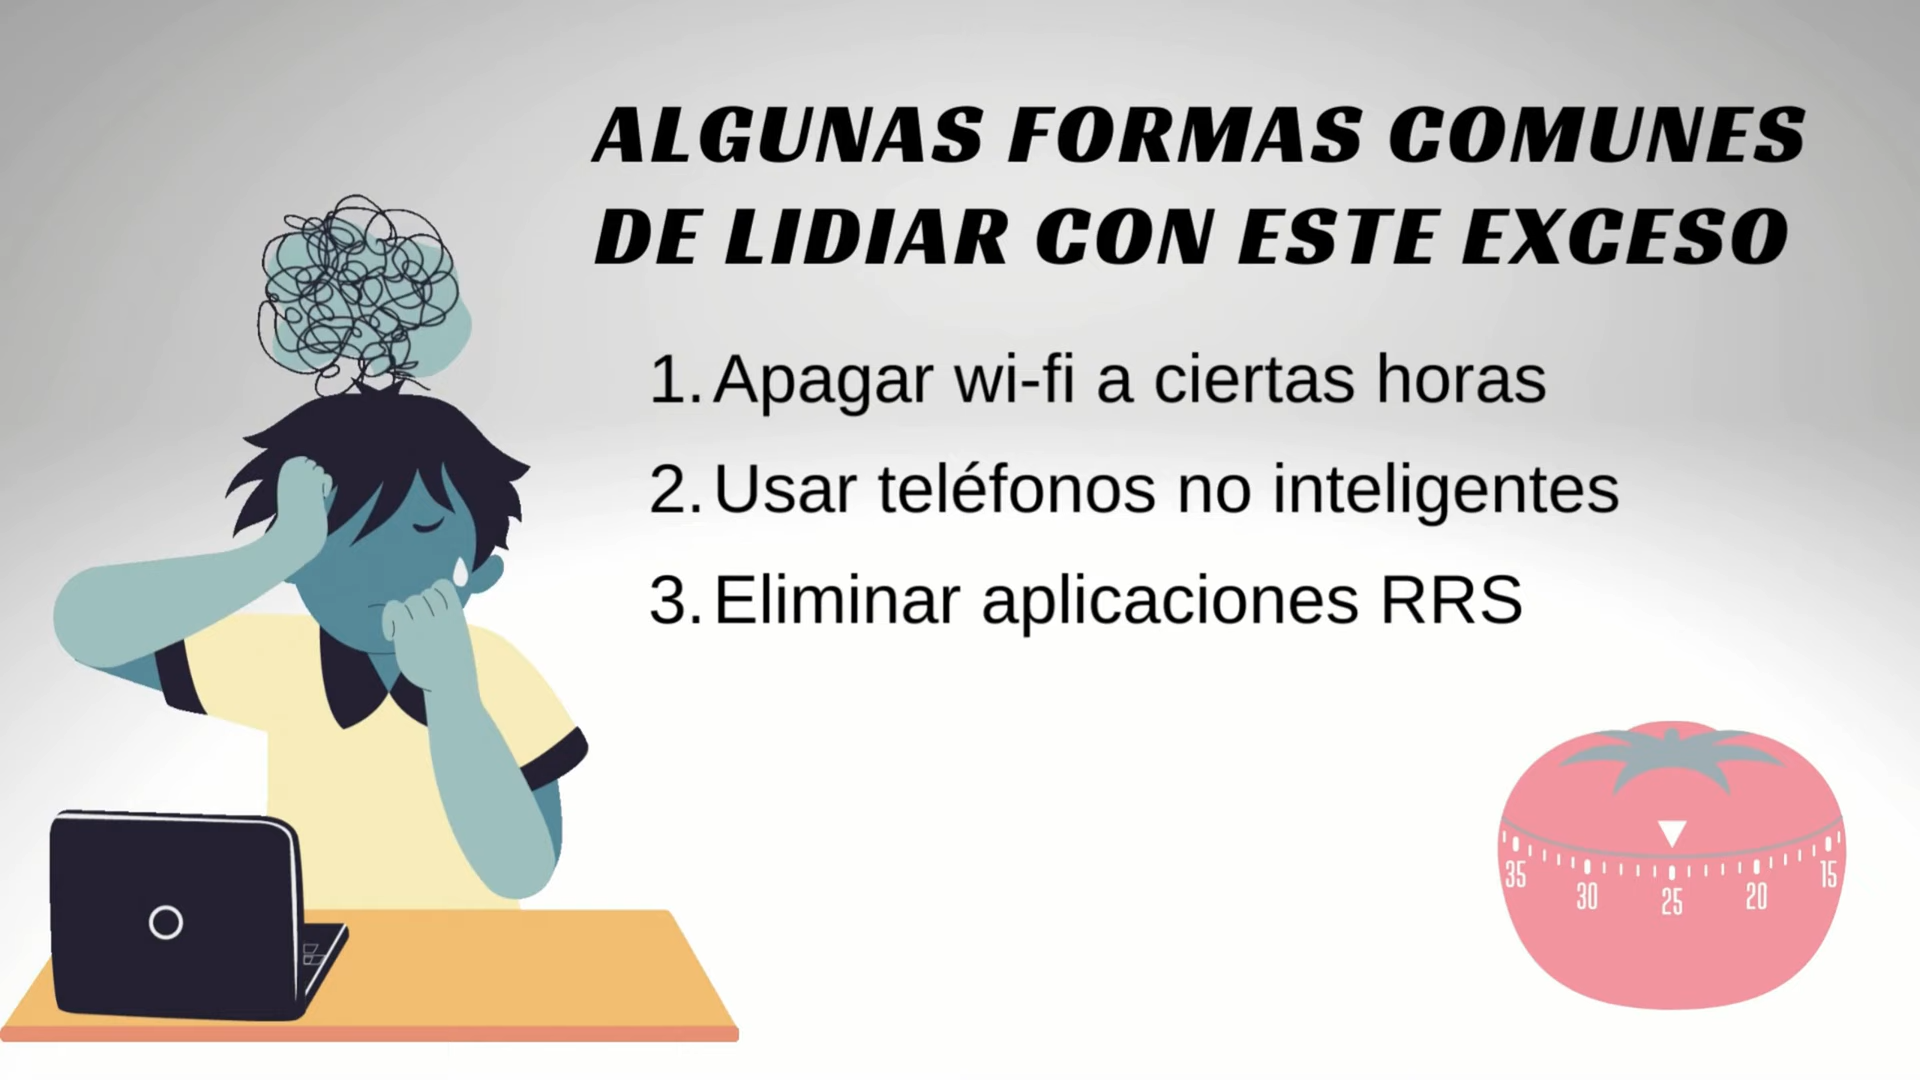 ALGUNAS FORMAS COMUNES
DE LIDIAR CON ESTE EXCESO
1. Apagar wi-fi a ciertas horas
2. Usar teléfonos no inteligentes
3. Eliminar aplicaciones RRS
35 30 25 20 15